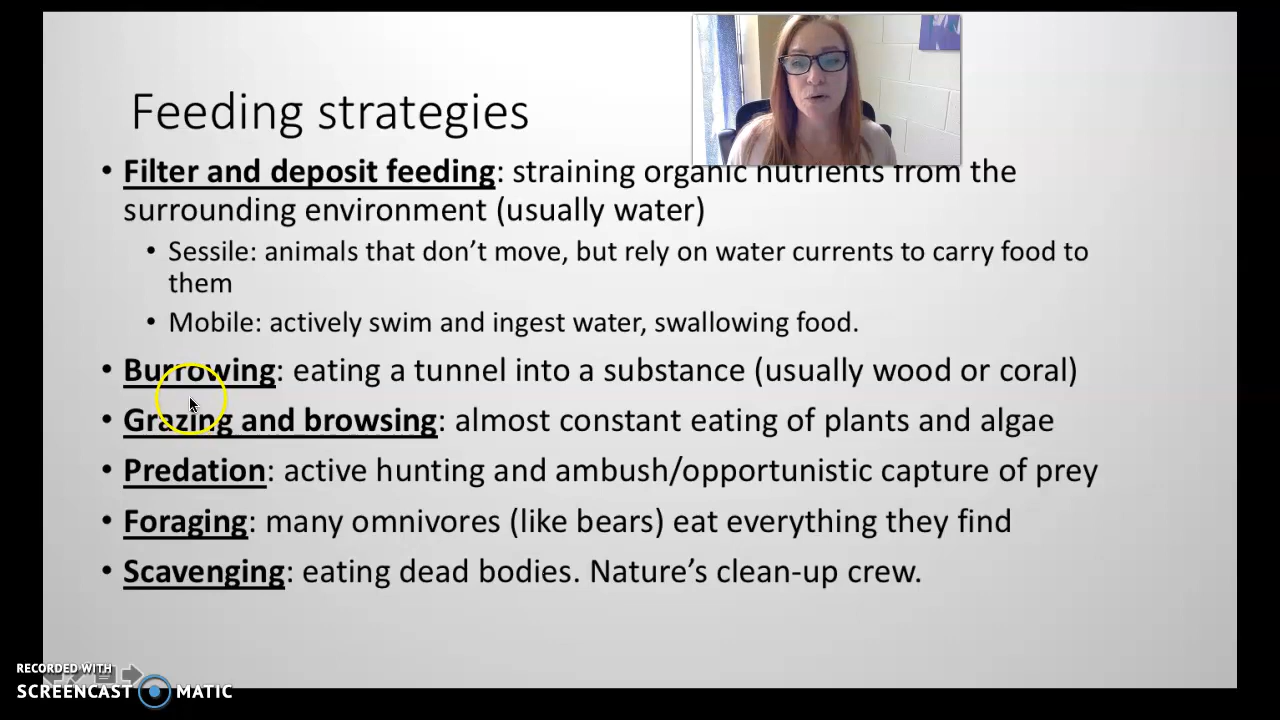 Feeding strategies
• Filter and deposit feeding: straining organic nutrients from the
surrounding environment (usually water)
• Sessile: animals that don’t move, but rely on water currents to carry food to
them
• Mobile: actively swim and ingest water, swallowing food.
• Burrowing: eating a tunnel into a substance (usually wood or coral)
• Grazing and browsing: almost constant eating of plants and algae
• Predation: active hunting and ambush/opportunistic capture of prey
• Foraging: many omnivores (like bears) eat everything they find
• Scavenging: eating dead bodies. Nature’s clean-up crew.
RECORDED WITH
SCREENCAST MATIC